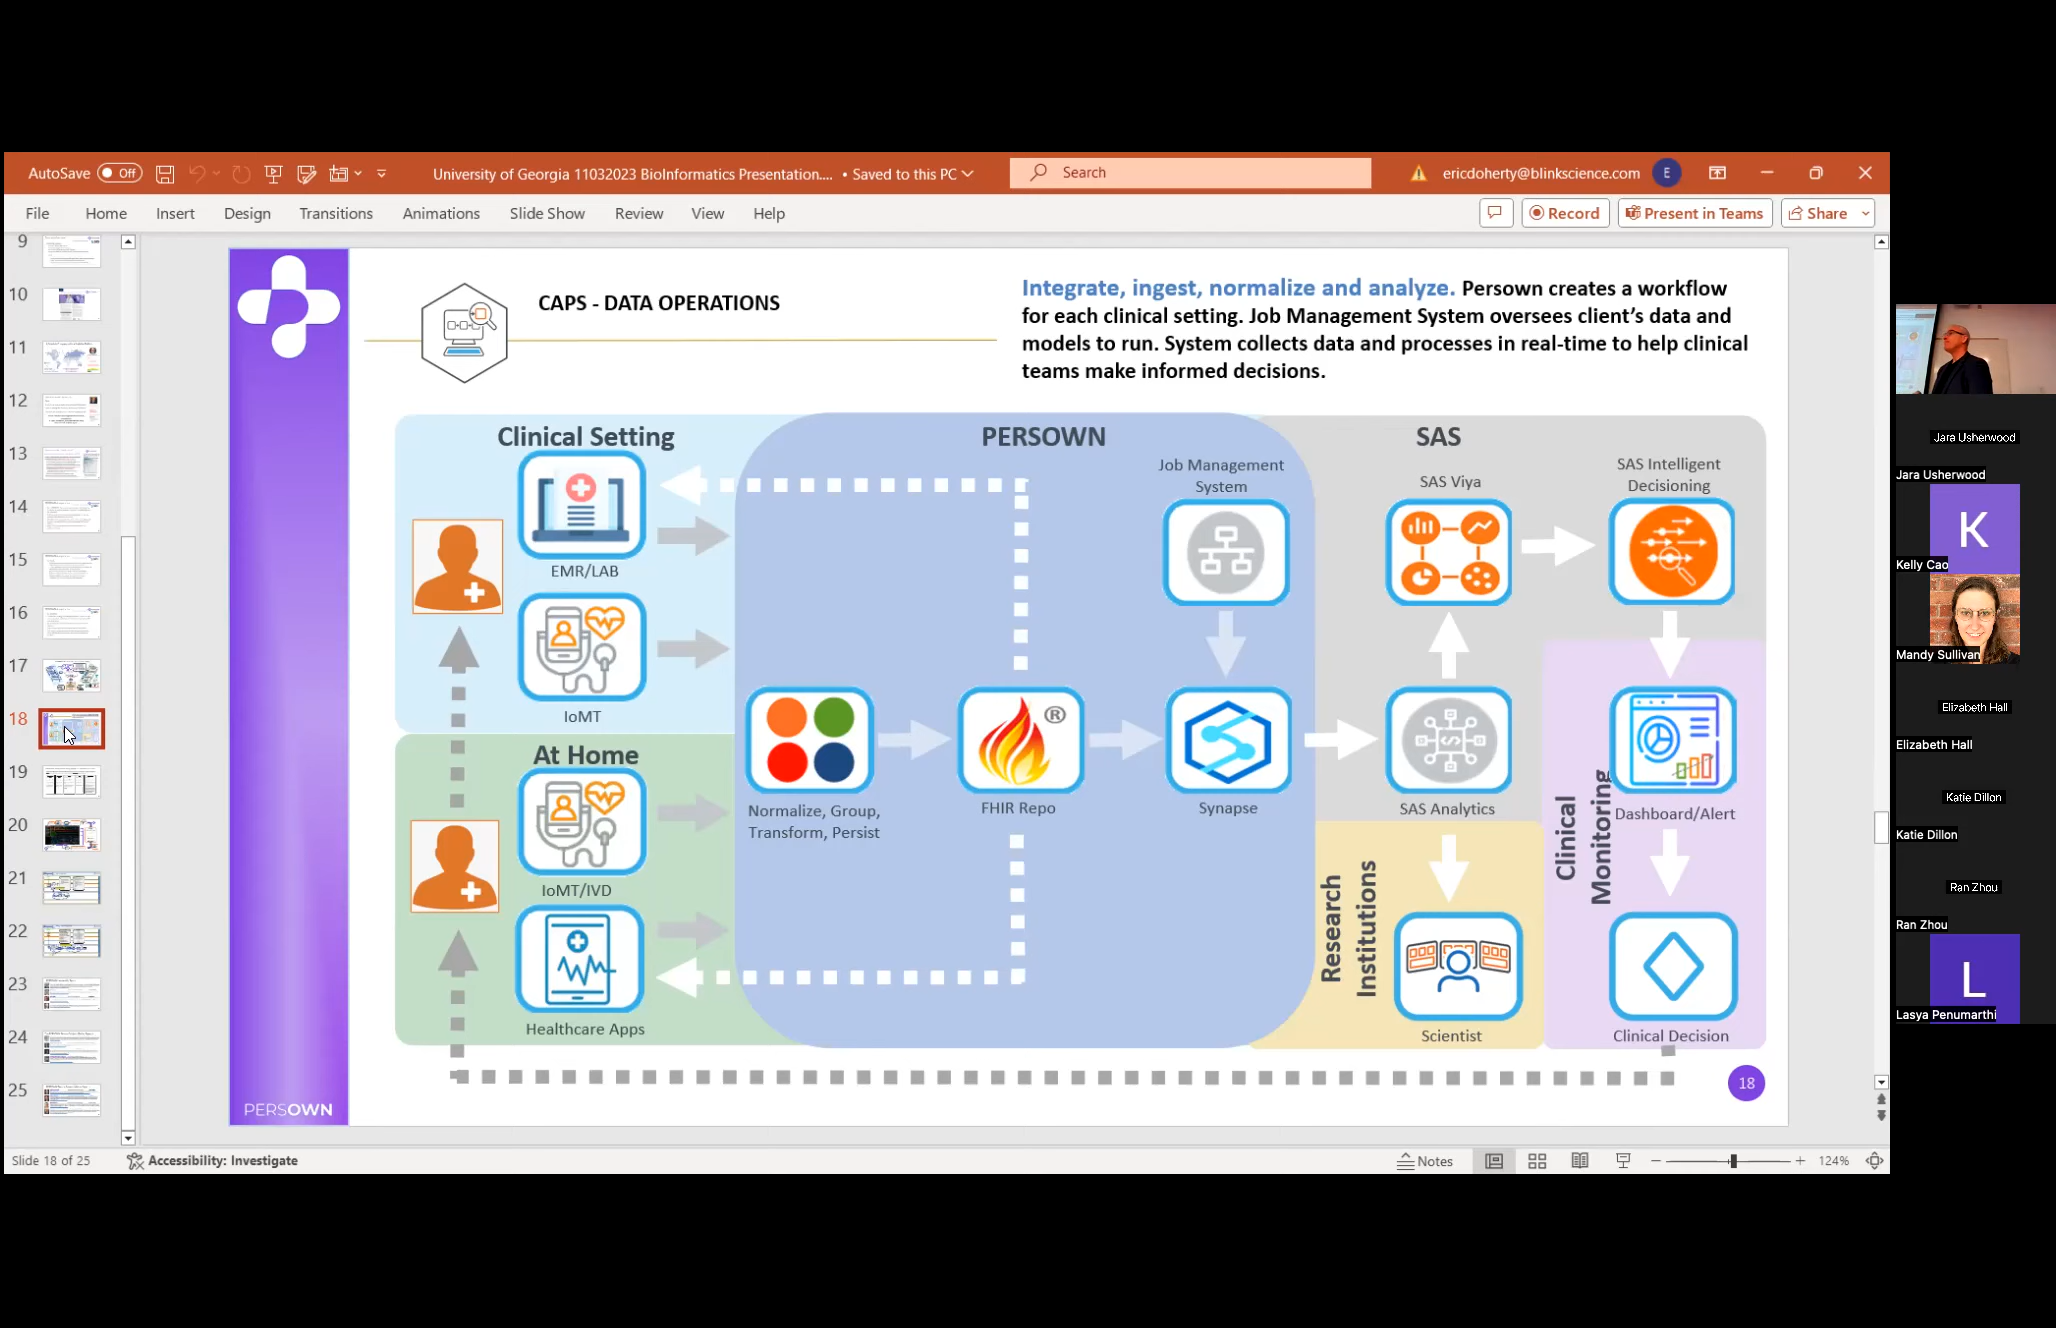 AutoSave Off
University of Georgia 11032023 BioInformatics Presentation.... • Saved to this PC
Search
ericdoherty@blinkscience.com
E
File Home Insert Design Transitions Animations Slide Show Review View Help
Record
Present in Teams
Share
9
10
11
12
13
14
15
16
17
18
19
20
21
22
23
24
25
PERSOWN
CAPS - DATA OPERATIONS
Integrate, ingest, normalize and analyze. Persown creates a workflow
for each clinical setting. Job Management System oversees client's data and
models to run. System collects data and processes in real-time to help clinical
teams make informed decisions.
Clinical Setting
EMR/LAB
IoMT
At Home
IoMT/IVD
Healthcare Apps
PERSOWN
Job Management
System
Normalize, Group,
Transform, Persist
®
FHIR Repo
Synapse
SAS
SAS Viya
SAS Intelligent
Decisioning
SAS Analytics
Research
Institutions
Scientist
Clinical
Monitoring
Dashboard/Alert
Clinical Decision
18
Slide 18 of 25
Accessibility: Investigate
Notes
124%
Jara Usherwood
Jara Usherwood
K
Kelly Cao
Mandy Sullivan
Elizabeth Hall
Elizabeth Hall
Katie Dillon
Katie Dillon
Ran Zhou
Ran Zhou
L
Lasya Penumarthi